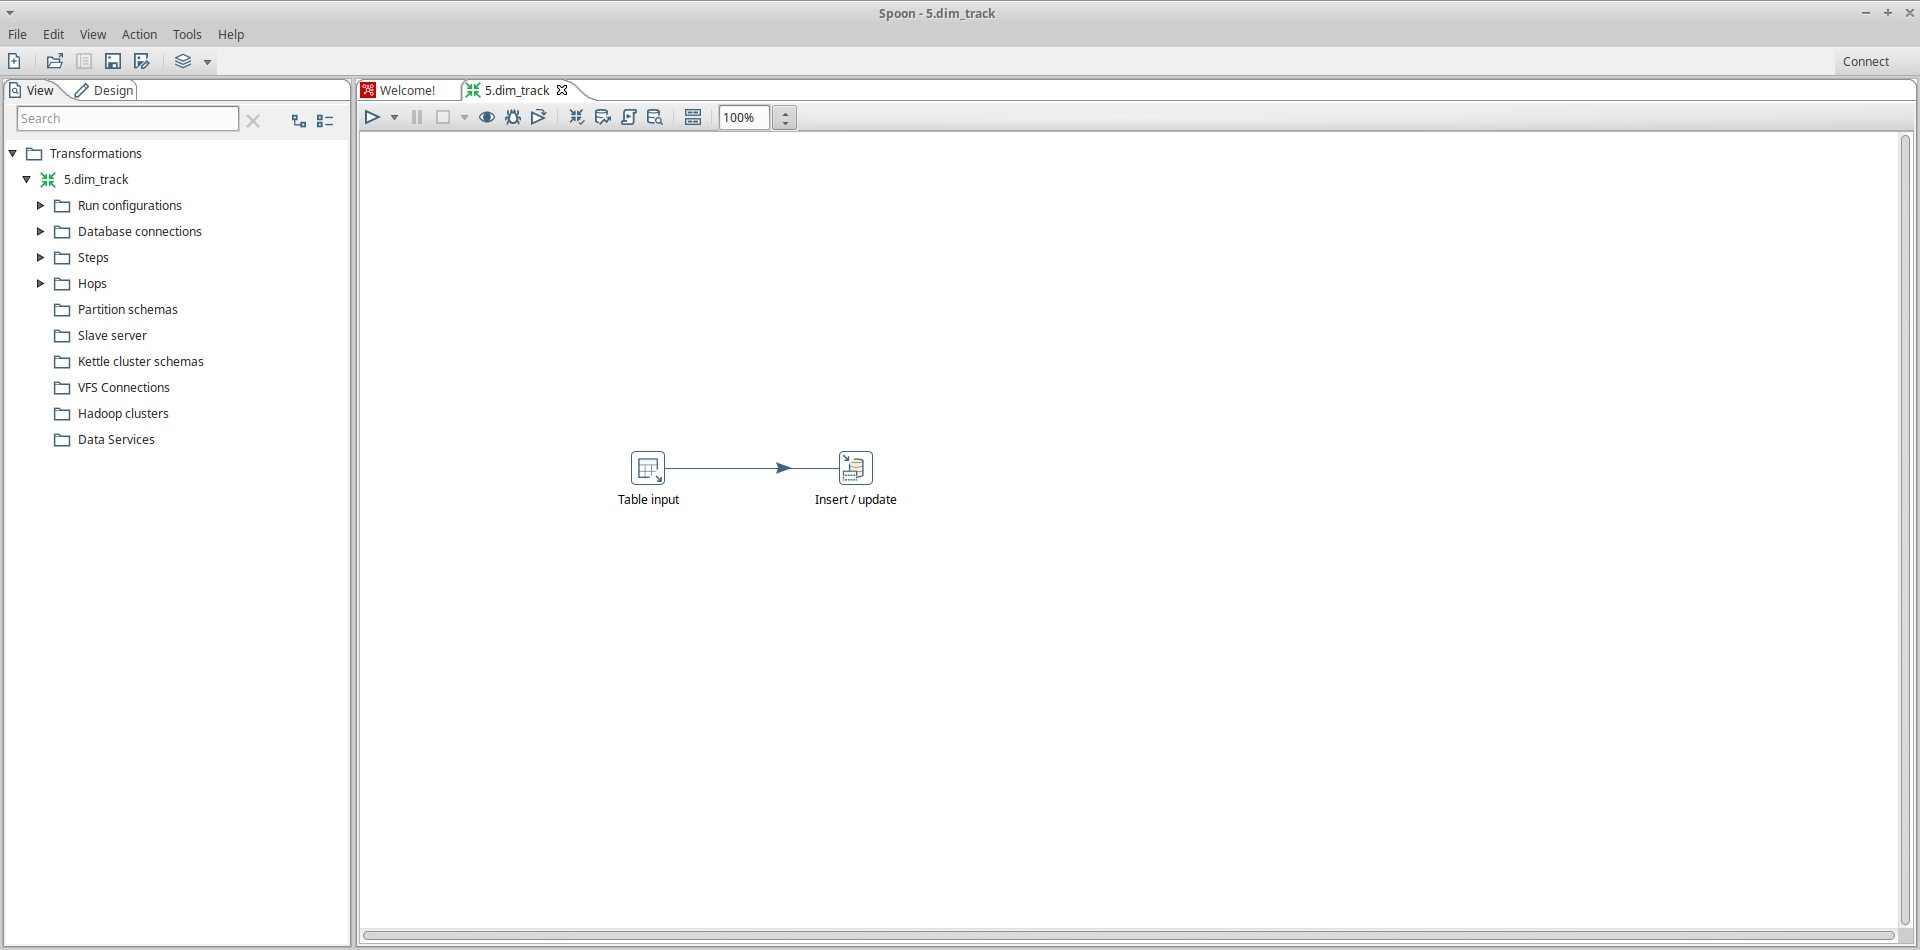 Spoon - 5.dim_track
File Edit View Action Tools Help
Connect
View Design
Welcome! 5.dim_track
Search
100%
Transformations
5.dim_track
Run configurations
Database connections
Steps
Hops
Partition schemas
Slave server
Kettle cluster schemas
VFS Connections
Hadoop clusters
Data Services
Table input
Insert / update